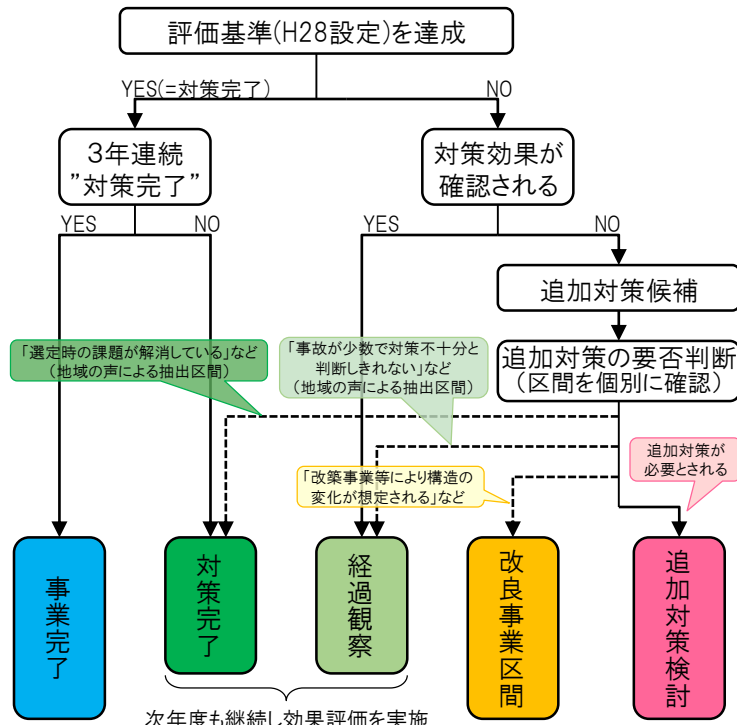 評価基準(H28設定)を達成
YES(=対策完了)
NO
3年連続
”対策完了”
対策効果が
確認される
YES
NO
YES
NO
追加対策候補
「選定時の課題が解消している」など
(地域の声による抽出区間)
「事故が少数で対策不十分と
判断しきれない」など
(地域の声による抽出区間)
追加対策の要否判断
(区間を個別に確認)
追加対策が
必要とされる
「改築事業等により構造の
変化が想定される」など
事業完了
対策完了
経過観察
改良事業区間
追加対策検討
次年度も継続し効果評価を実施